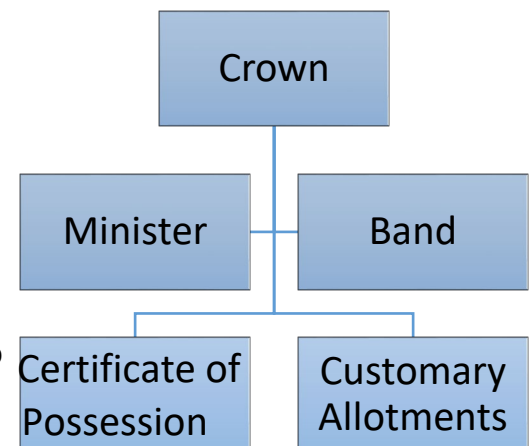 Crown
Minister
Band
Certificate of
Possession
Customary
Allotments